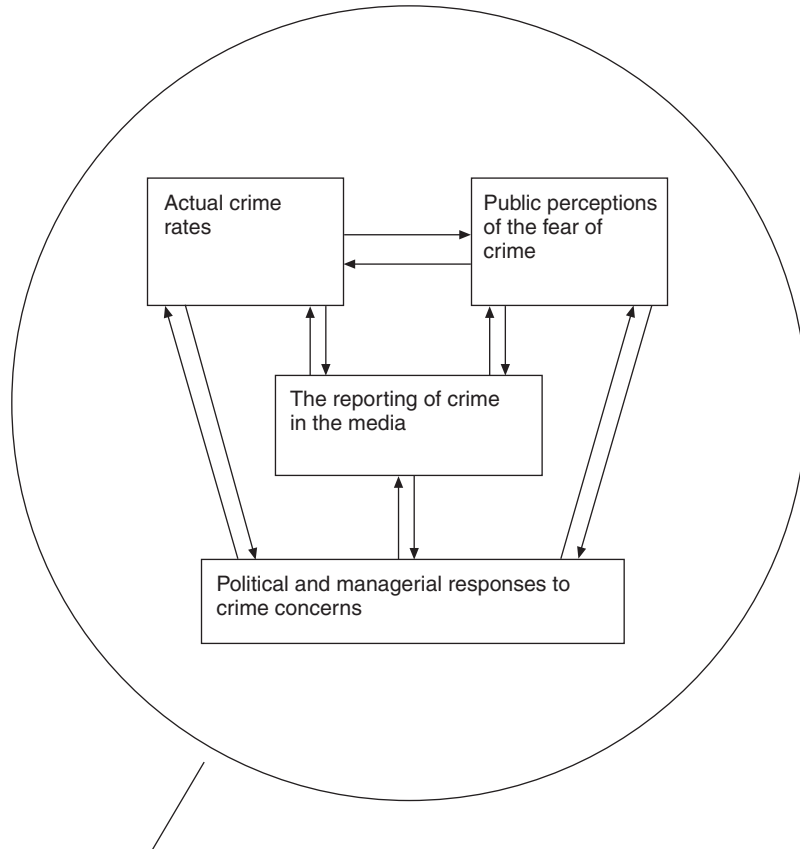 Actual crime
rates
Public perceptions
of the fear of
crime
The reporting of crime
in the media
Political and managerial responses to
crime concerns